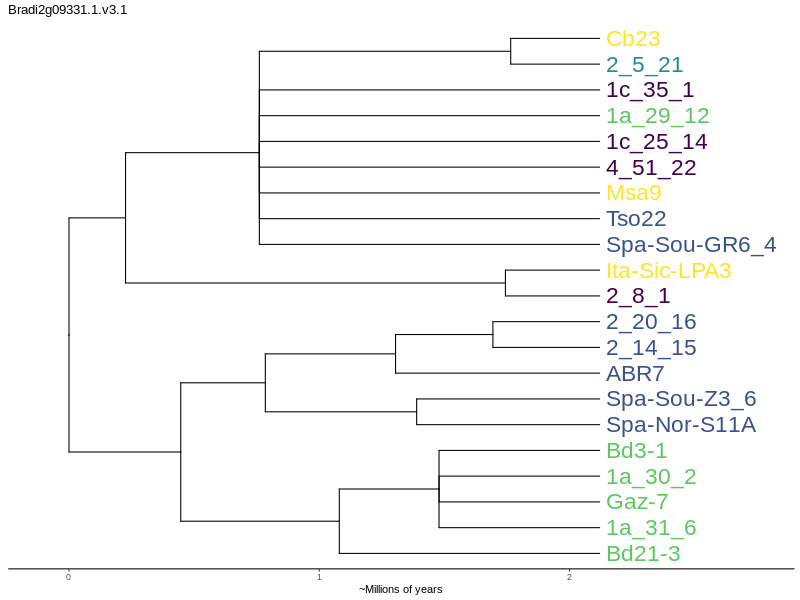 Bradi2g09331.1.v3.1
Cb23
2_5_21
1c_35_1
1a_29_12
1c_25_14
4_51_22
Msa9
Tso22
Spa-Sou-GR6_4
Ita-Sic-LPA3
2_8_1
2_20_16
2_14_15
ABR7
Spa-Sou-Z3_6
Spa-Nor-S11A
Bd3-1
1a_30_2
Gaz-7
1a_31_6
Bd21-3
0 1 2
~Millions of years